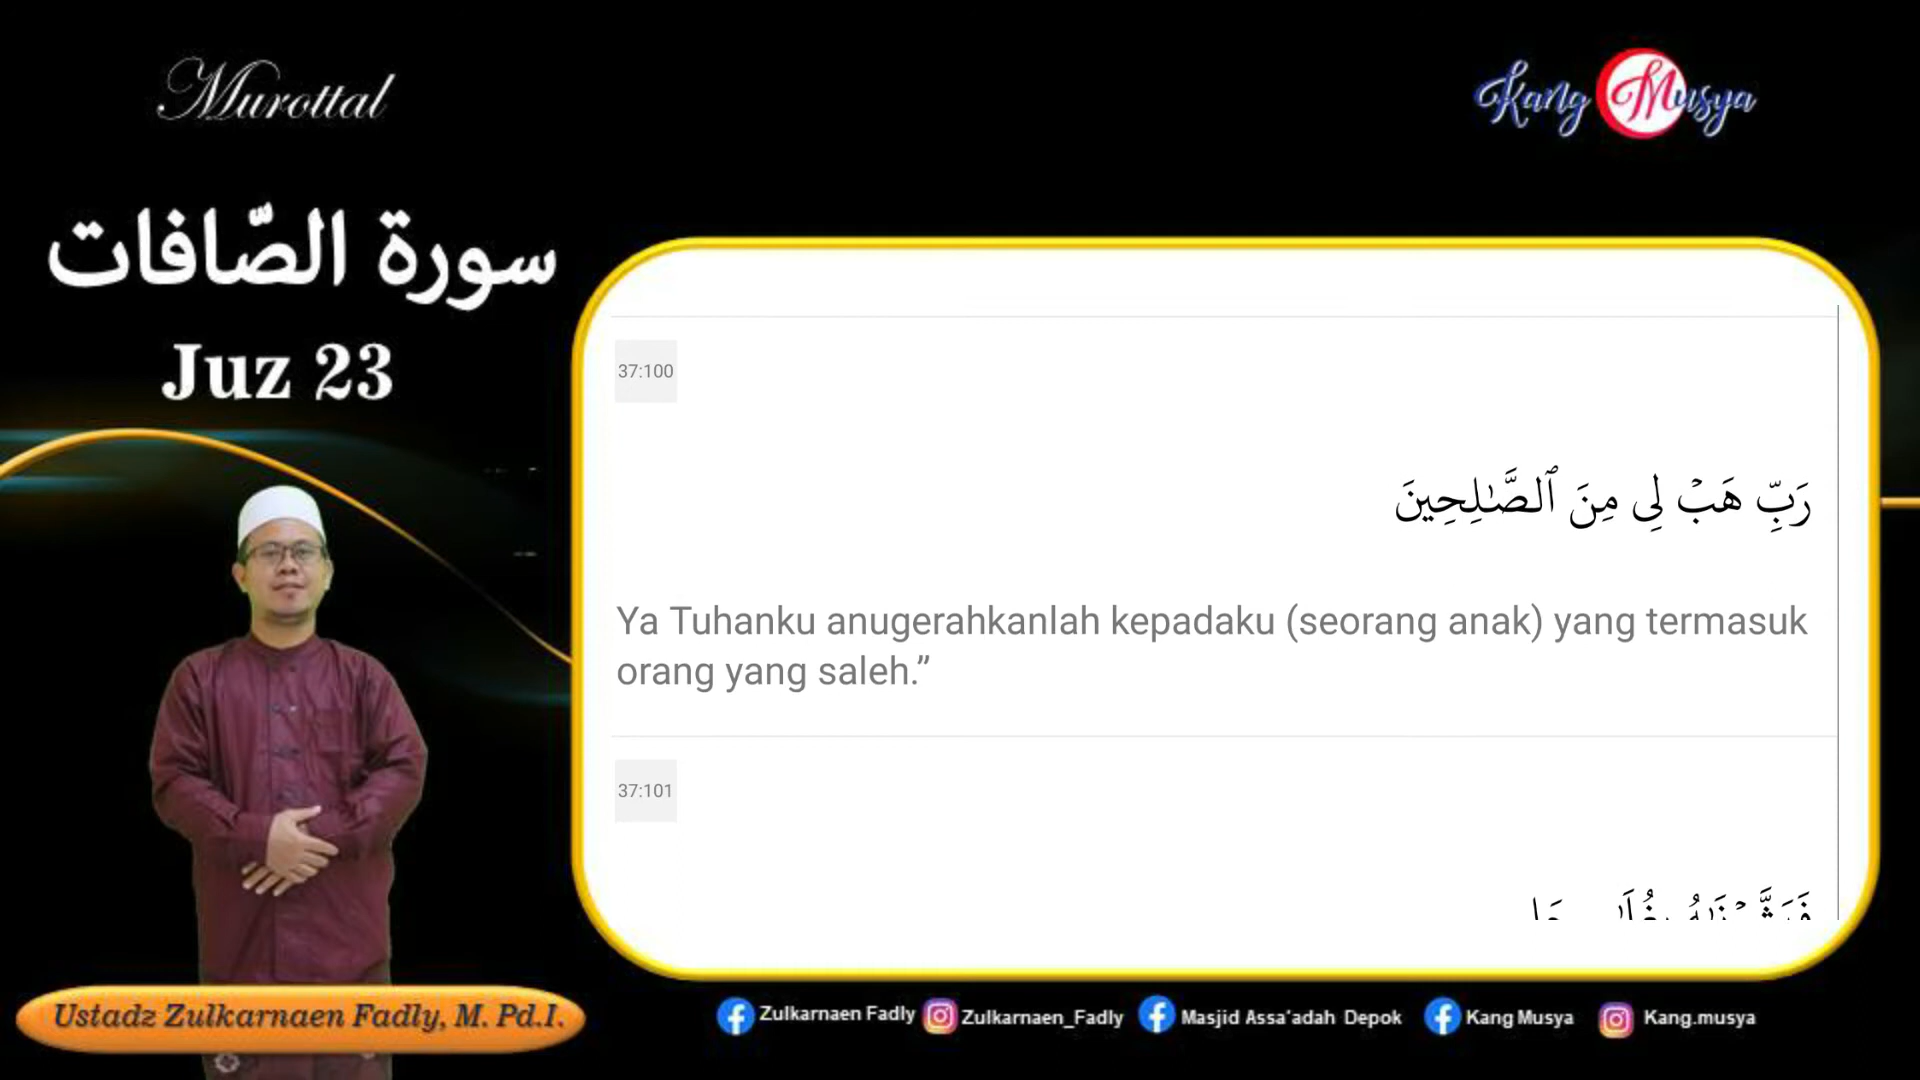 Murottal
Kang Musya
سورة الصّافات
Juz 23
37:100
رَبِّ هَبْ لِى مِنَ ٱلصَّـٰلِحِينَ
Ya Tuhanku anugerahkanlah kepadaku (seorang anak) yang termasuk
orang yang saleh.”
37:101
Ustadz Zulkarnaen Fadly, M. Pd.I.
Zulkarnaen Fadly
Zulkarnaen_Fadly
Masjid Assa'adah Depok
Kang Musya
Kang.musya